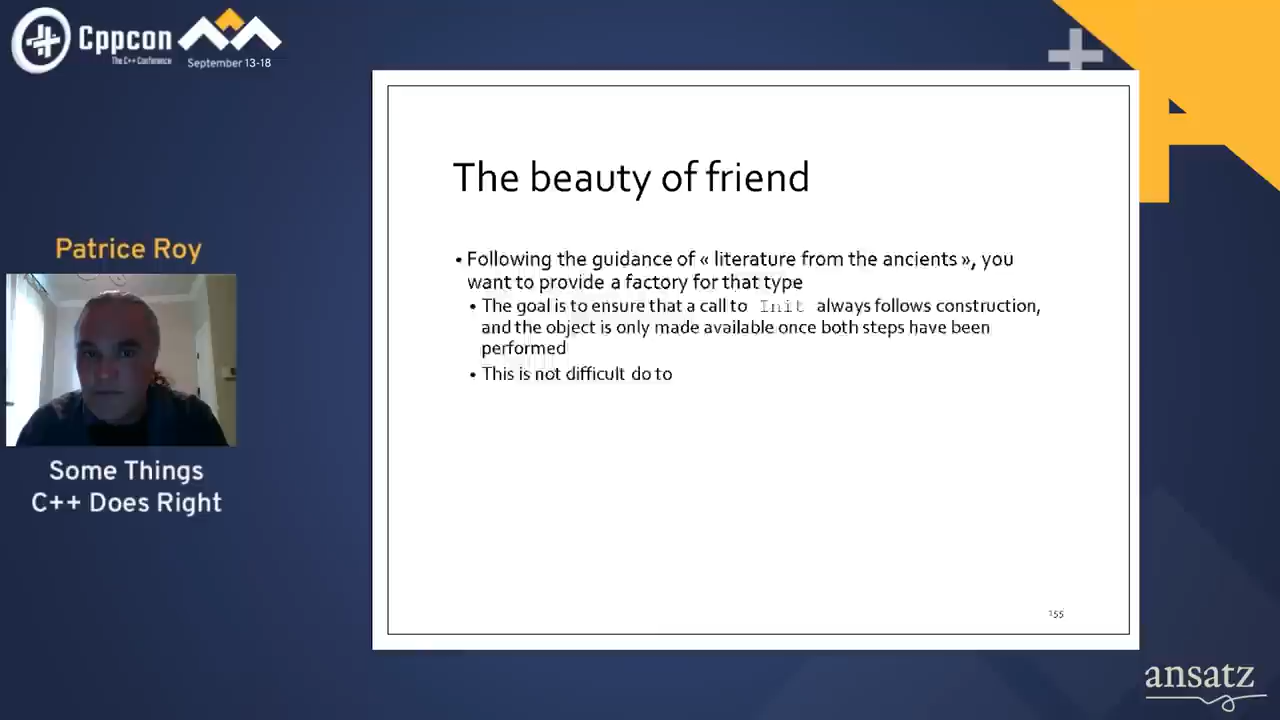 Cppcon
The C++ Conference
September 13-18
The beauty of friend
Patrice Roy
• Following the guidance of « literature from the ancients », you
want to provide a factory for that type
• The goal is to ensure that a call to Init always follows construction,
and the object is only made available once both steps have been
performed
• This is not difficult do to
Some Things
C++ Does Right
155
ansatz